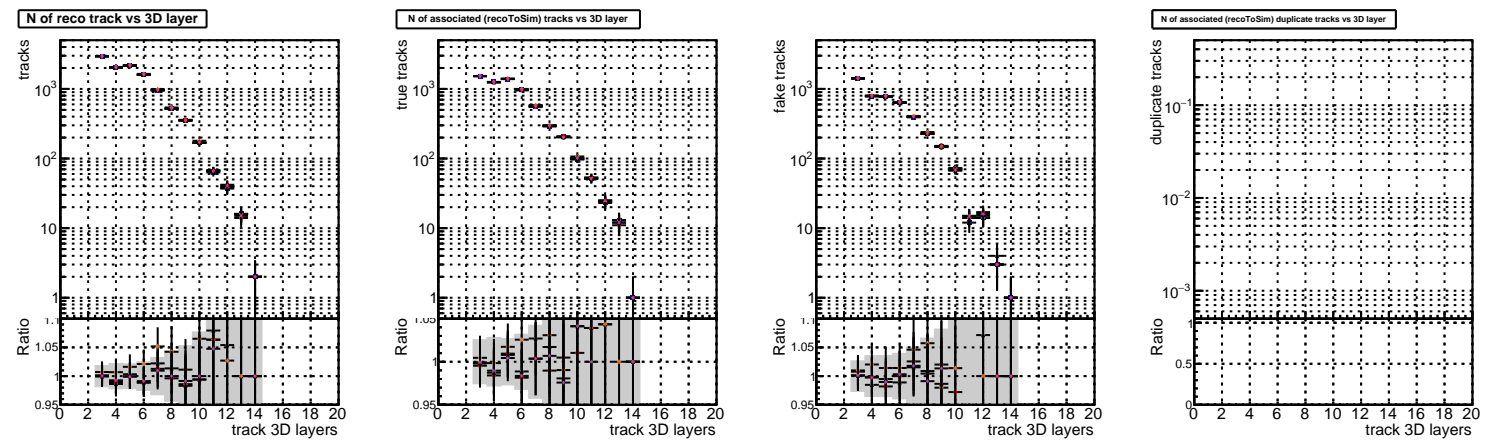 N of reco track vs 3D layer
tracks
10³
10²
10
1
Ratio
1.1
1.05
1
0.95
0 2 4 6 8 10 12 14 16 18 20
track 3D layers
N of associated (recoToSim) tracks vs 3D layer
true tracks
10³
10²
10
1
Ratio
1.05
1
0.95
0 2 4 6 8 10 12 14 16 18 20
track 3D layers
fake tracks
10³
10²
10
1
Ratio
1.1
1.05
1
0.95
0 2 4 6 8 10 12 14 16 18 20
track 3D layers
N of associated (recoToSim) duplicate tracks vs 3D layer
duplicate tracks
10⁻¹
10⁻²
10⁻³
Ratio
1
0.5
0
0 2 4 6 8 10 12 14 16 18 20
track 3D layers